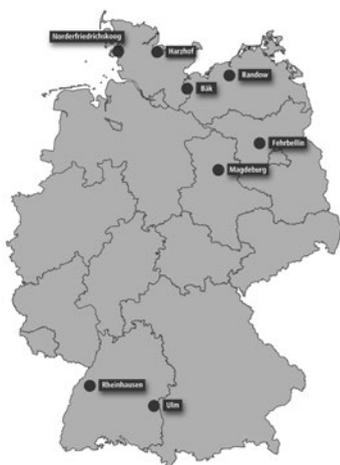 Norderfriedrichskoog
Harzhof
Randow
Bäk
Fehrbellin
Magdeburg
Rheinhausen
Ulm